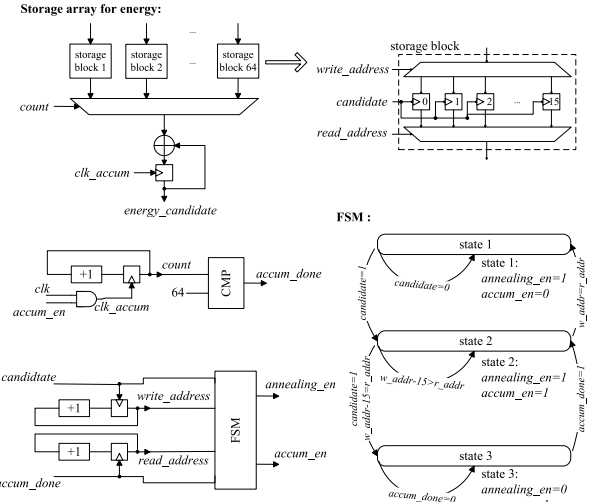 Storage array for energy:
...
storage block 1
storage block 2
...
storage block 64
count
clk_accum
energy_candidate
storage block
write_address
candidate
0
1
2
...
15
read_address
+1
count
clk
accum_en
clk_accum
64
CMP
accum_done
candidtate
+1
write_address
+1
read_address
accum_done
FSM
annealing_en
accum_en
FSM :
state 1
candidate=0
state 1:
annealing_en=1
accum_en=0
candidate=1
w_addr=r_addr
state 2
w_addr-15>r_addr
state 2:
annealing_en=1
accum_en=1
candidate=1
w_addr-15=r_addr
accum_done=1
state 3
accum_done=0
state 3:
annealing_en=0